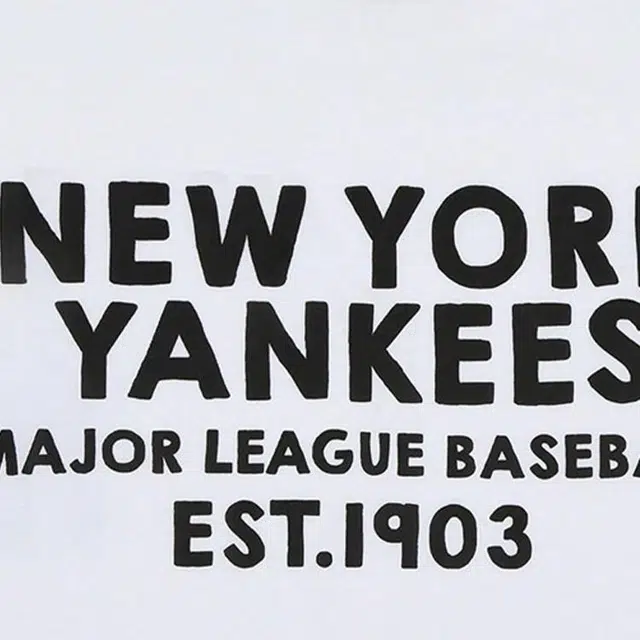 NEW YORK
YANKEES
MAJOR LEAGUE BASEBA
EST.1903